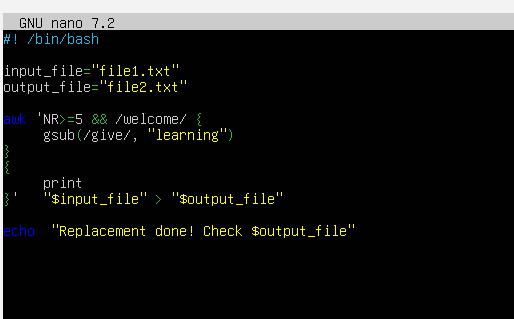 GNU nano 7.2
#! /bin/bash
input_file="file1.txt"
output_file="file2.txt"
awk 'NR>=5 && /welcome/ {
gsub(/give/, "learning")
}
{
print
}' "$input_file" > "$output_file"
echo "Replacement done! Check $output_file"